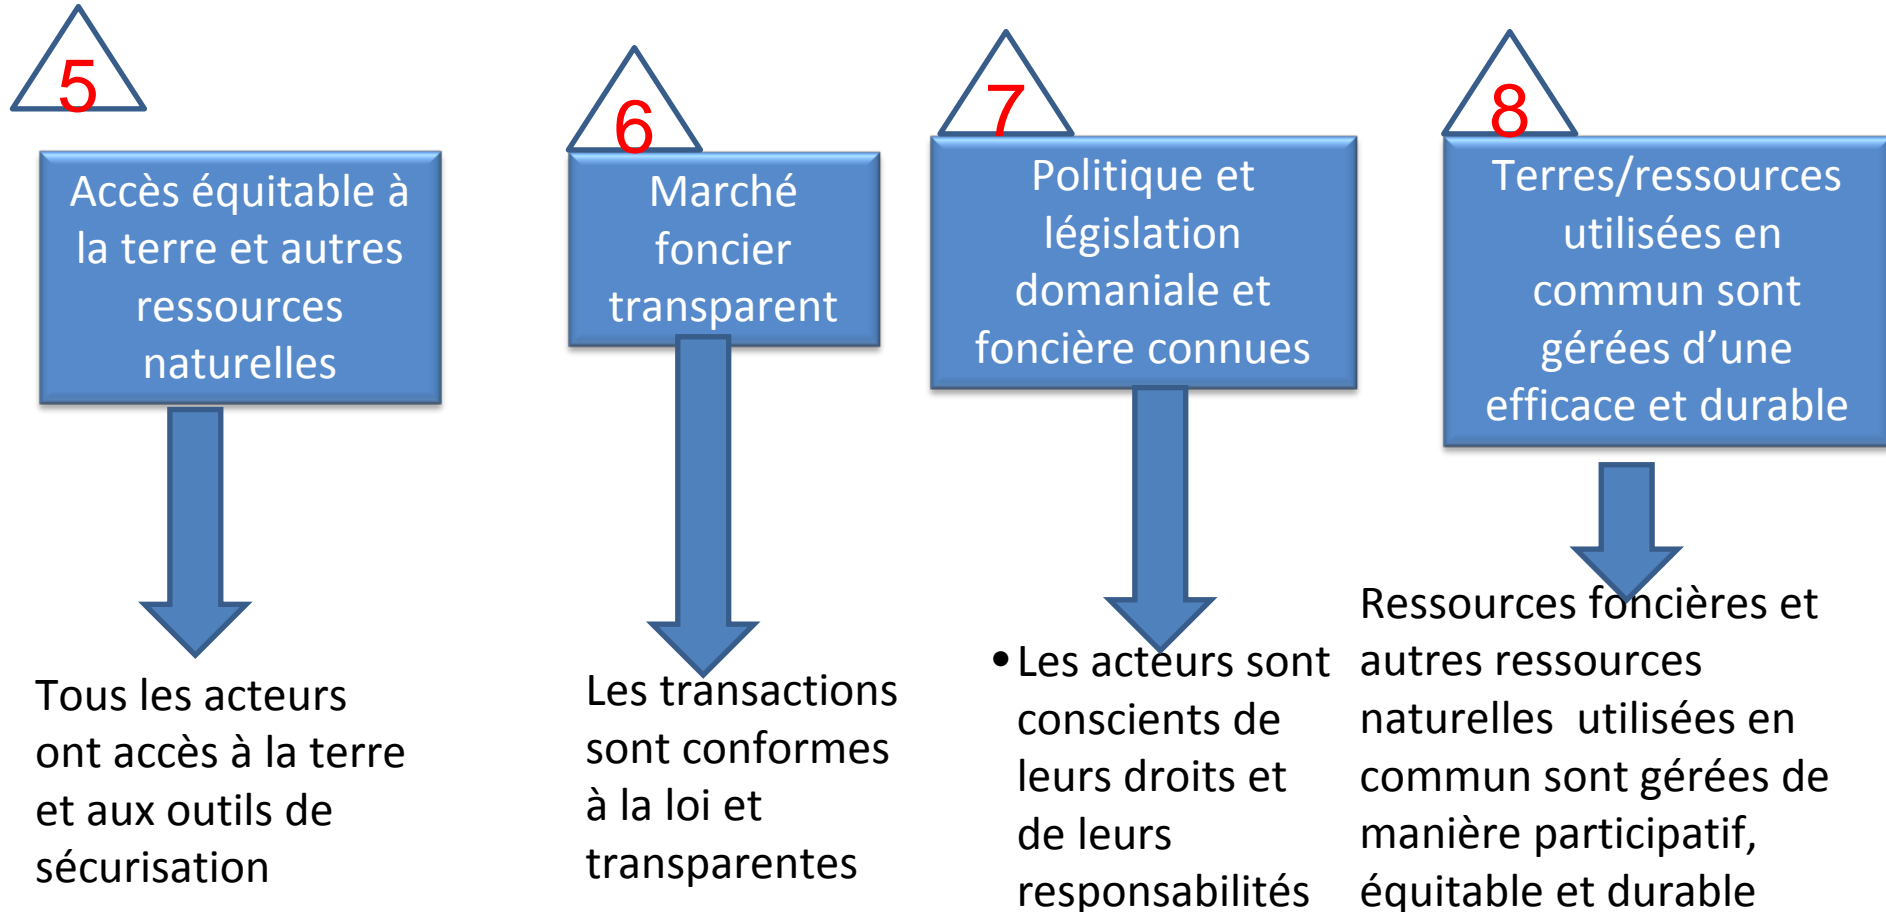 5
Accès équitable à
la terre et autres
ressources
naturelles
Tous les acteurs
ont accès à la terre
et aux outils de
sécurisation
6
Marché
foncier
transparent
Les transactions
sont conformes
à la loi et
transparentes
7
Politique et
législation
domaniale et
foncière connues
•Les acteurs sont
conscients de
leurs droits et
de leurs
responsabilités
8
Terres/ressources
utilisées en
commun sont
gérées d’une
efficace et durable
Ressources foncières et
autres ressources
naturelles  utilisées en
commun sont gérées de
manière participatif,
équitable et durable